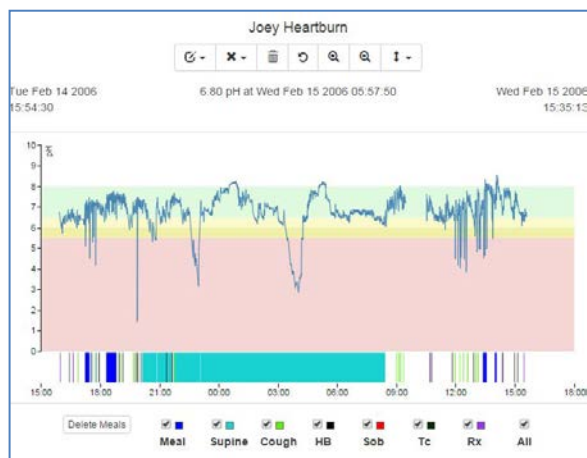 Joey Heartburn
Tue Feb 14 2006
15:54:30
6.80 pH at Wed Feb 15 2006 05:57:50
Wed Feb 15 2006
15:35:13
pH
10
9
8
7
6
5
4
3
2
1
0
15:00 18:00 21:00 00:00 03:00 06:00 09:00 12:00 15:00 18:00
Delete Meals
Meal Supine Cough HB Sob Tc Rx All